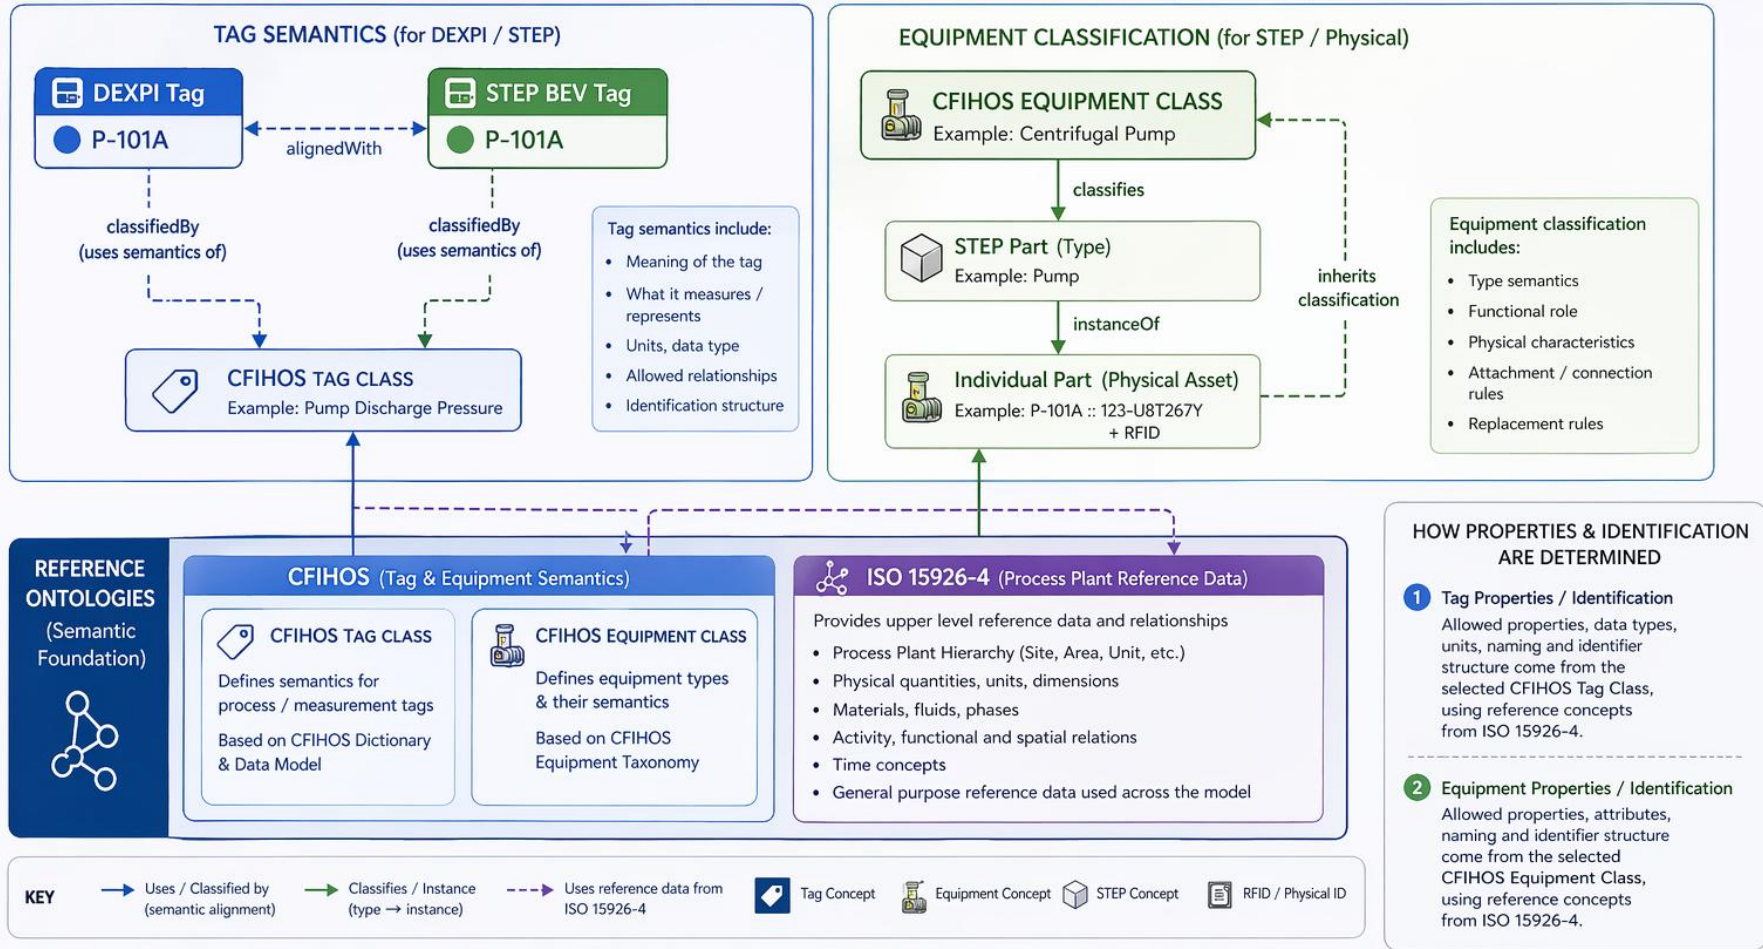 TAG SEMANTICS (for DEXPI / STEP)
DEXPI Tag
P-101A
alignedWith
STEP BEV Tag
P-101A
classifiedBy
(uses semantics of)
classifiedBy
(uses semantics of)
CFIHOS TAG CLASS
Example: Pump Discharge Pressure
Tag semantics include:
• Meaning of the tag
• What it measures /
represents
• Units, data type
• Allowed relationships
• Identification structure
EQUIPMENT CLASSIFICATION (for STEP / Physical)
CFIHOS EQUIPMENT CLASS
Example: Centrifugal Pump
classifies
STEP Part (Type)
Example: Pump
instanceOf
Individual Part (Physical Asset)
Example: P-101A :: 123-U8T267Y
+ RFID
inherits
classification
Equipment classification
includes:
• Type semantics
• Functional role
• Physical characteristics
• Attachment / connection
rules
• Replacement rules
REFERENCE
ONTOLOGIES
(Semantic
Foundation)
CFIHOS (Tag & Equipment Semantics)
CFIHOS TAG CLASS
Defines semantics for
process / measurement tags
Based on CFIHOS Dictionary
& Data Model
CFIHOS EQUIPMENT CLASS
Defines equipment types
& their semantics
Based on CFIHOS
Equipment Taxonomy
ISO 15926-4 (Process Plant Reference Data)
Provides upper level reference data and relationships
• Process Plant Hierarchy (Site, Area, Unit, etc.)
• Physical quantities, units, dimensions
• Materials, fluids, phases
• Activity, functional and spatial relations
• Time concepts
• General purpose reference data used across the model
HOW PROPERTIES & IDENTIFICATION
ARE DETERMINED
1 Tag Properties / Identification
Allowed properties, data types,
units, naming and identifier
structure come from the
selected CFIHOS Tag Class,
using reference concepts
from ISO 15926-4.
2 Equipment Properties / Identification
Allowed properties, attributes,
naming and identifier structure
come from the selected
CFIHOS Equipment Class,
using reference concepts
from ISO 15926-4.
KEY
Uses / Classified by
(semantic alignment)
Classifies / Instance
(type → instance)
Uses reference data from
ISO 15926-4
Tag Concept
Equipment Concept
STEP Concept
RFID / Physical ID